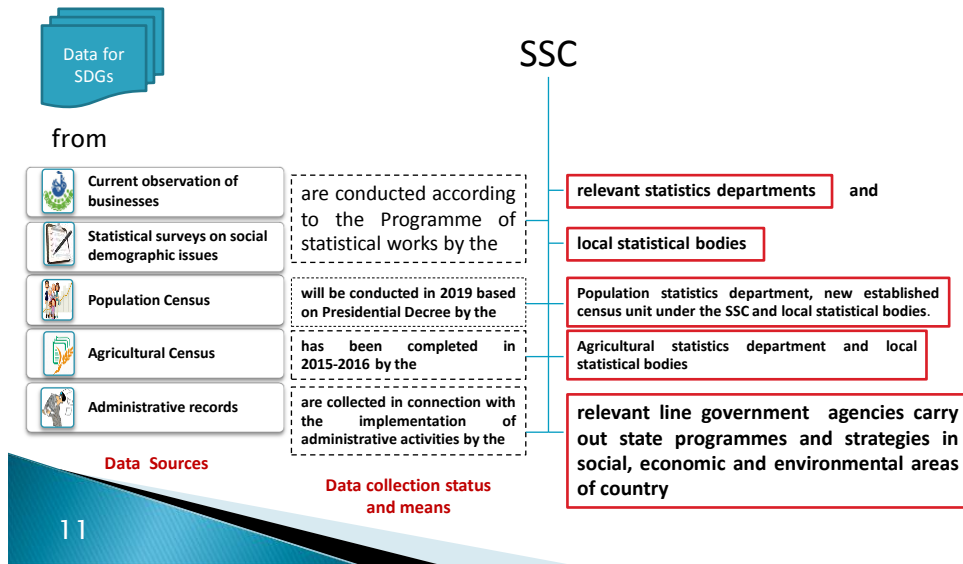 Data for
SDGs
SSC
from
Current observation of
businesses
Statistical surveys on social
demographic issues
Population Census
Agricultural Census
Administrative records
Data Sources
are conducted according
to the Programme of
statistical works by the
will be conducted in 2019 based
on Presidential Decree by the
has been completed in
2015-2016 by the
are collected in connection with
the implementation of
administrative activities by the
Data collection status
and means
relevant statistics departments and
local statistical bodies
Population statistics department, new established
census unit under the SSC and local statistical bodies.
Agricultural statistics department and local
statistical bodies
relevant line government agencies carry
out state programmes and strategies in
social, economic and environmental areas
of country
11